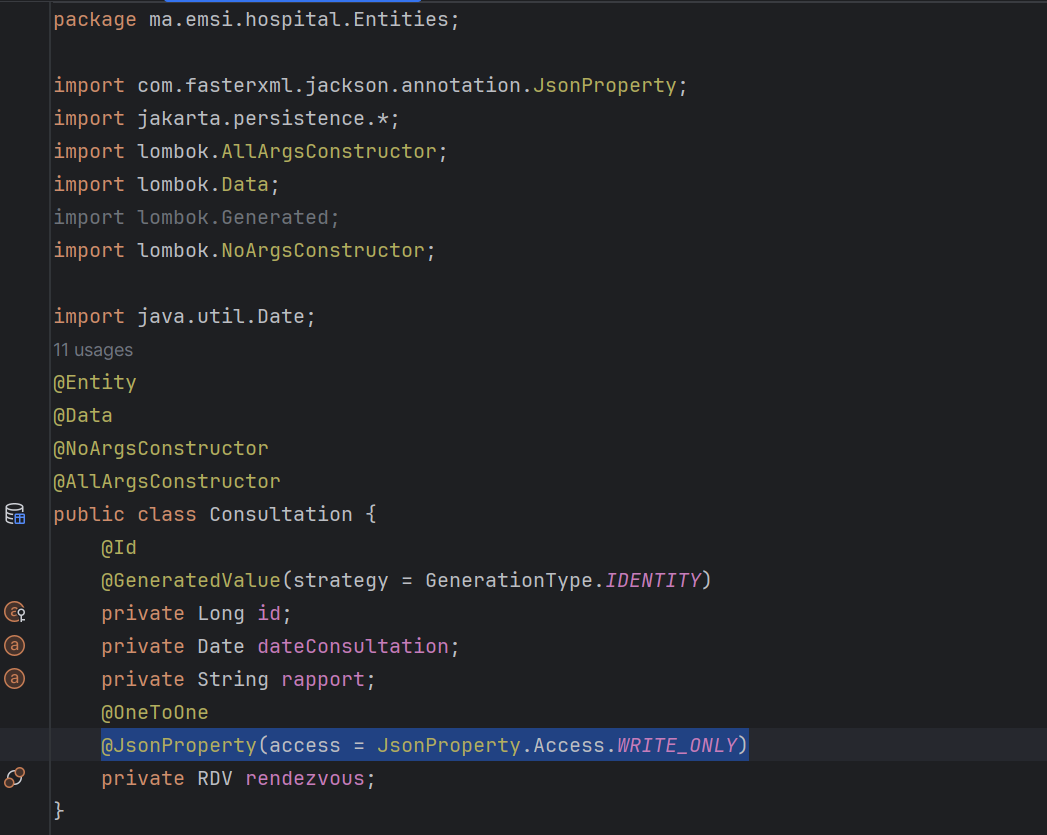 package ma.emsi.hospital.Entities;
import com.fasterxml.jackson.annotation.JsonProperty;
import jakarta.persistence.*;
import lombok.AllArgsConstructor;
import lombok.Data;
import lombok.Generated;
import lombok.NoArgsConstructor;
import java.util.Date;
11 usages
@Entity
@Data
@NoArgsConstructor
@AllArgsConstructor
public class Consultation {
    @Id
    @GeneratedValue(strategy = GenerationType.IDENTITY)
    private Long id;
    private Date dateConsultation;
    private String rapport;
    @OneToOne
    @JsonProperty(access = JsonProperty.Access.WRITE_ONLY)
    private RDV rendezvous;
}